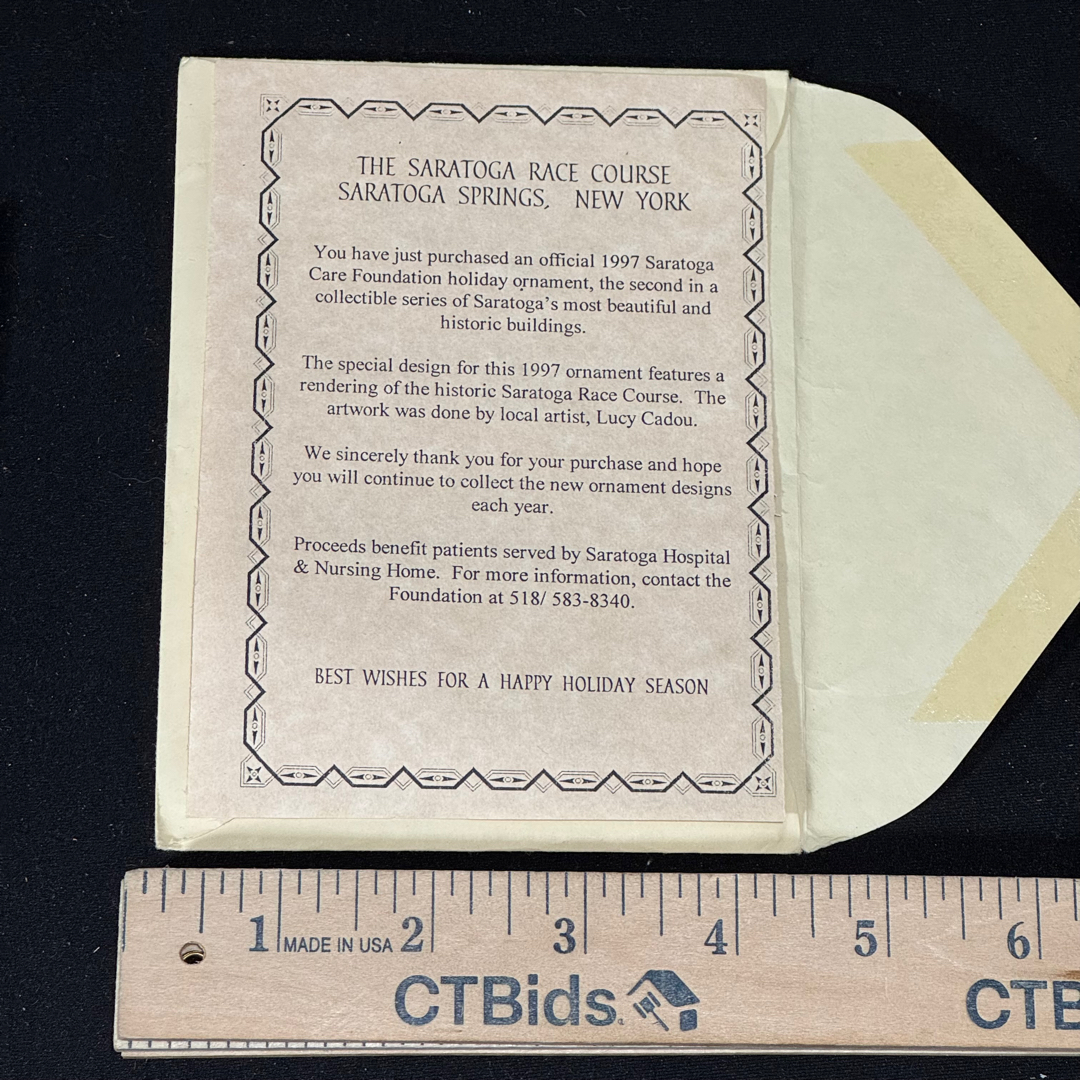 THE SARATOGA RACE COURSE
SARATOGA SPRINGS, NEW YORK
You have just purchased an official 1997 Saratoga
Care Foundation holiday ornament, the second in a
collectible series of Saratoga's most beautiful and
historic buildings.
The special design for this 1997 ornament features a
rendering of the historic Saratoga Race Course. The
artwork was done by local artist, Lucy Cadou.
We sincerely thank you for your purchase and hope
you will continue to collect the new ornament designs
each year.
Proceeds benefit patients served by Saratoga Hospital
& Nursing Home. For more information, contact the
Foundation at 518/ 583-8340.
BEST WISHES FOR A HAPPY HOLIDAY SEASON
1 MADE IN USA 2 3 4 5 6
CTBids CTB